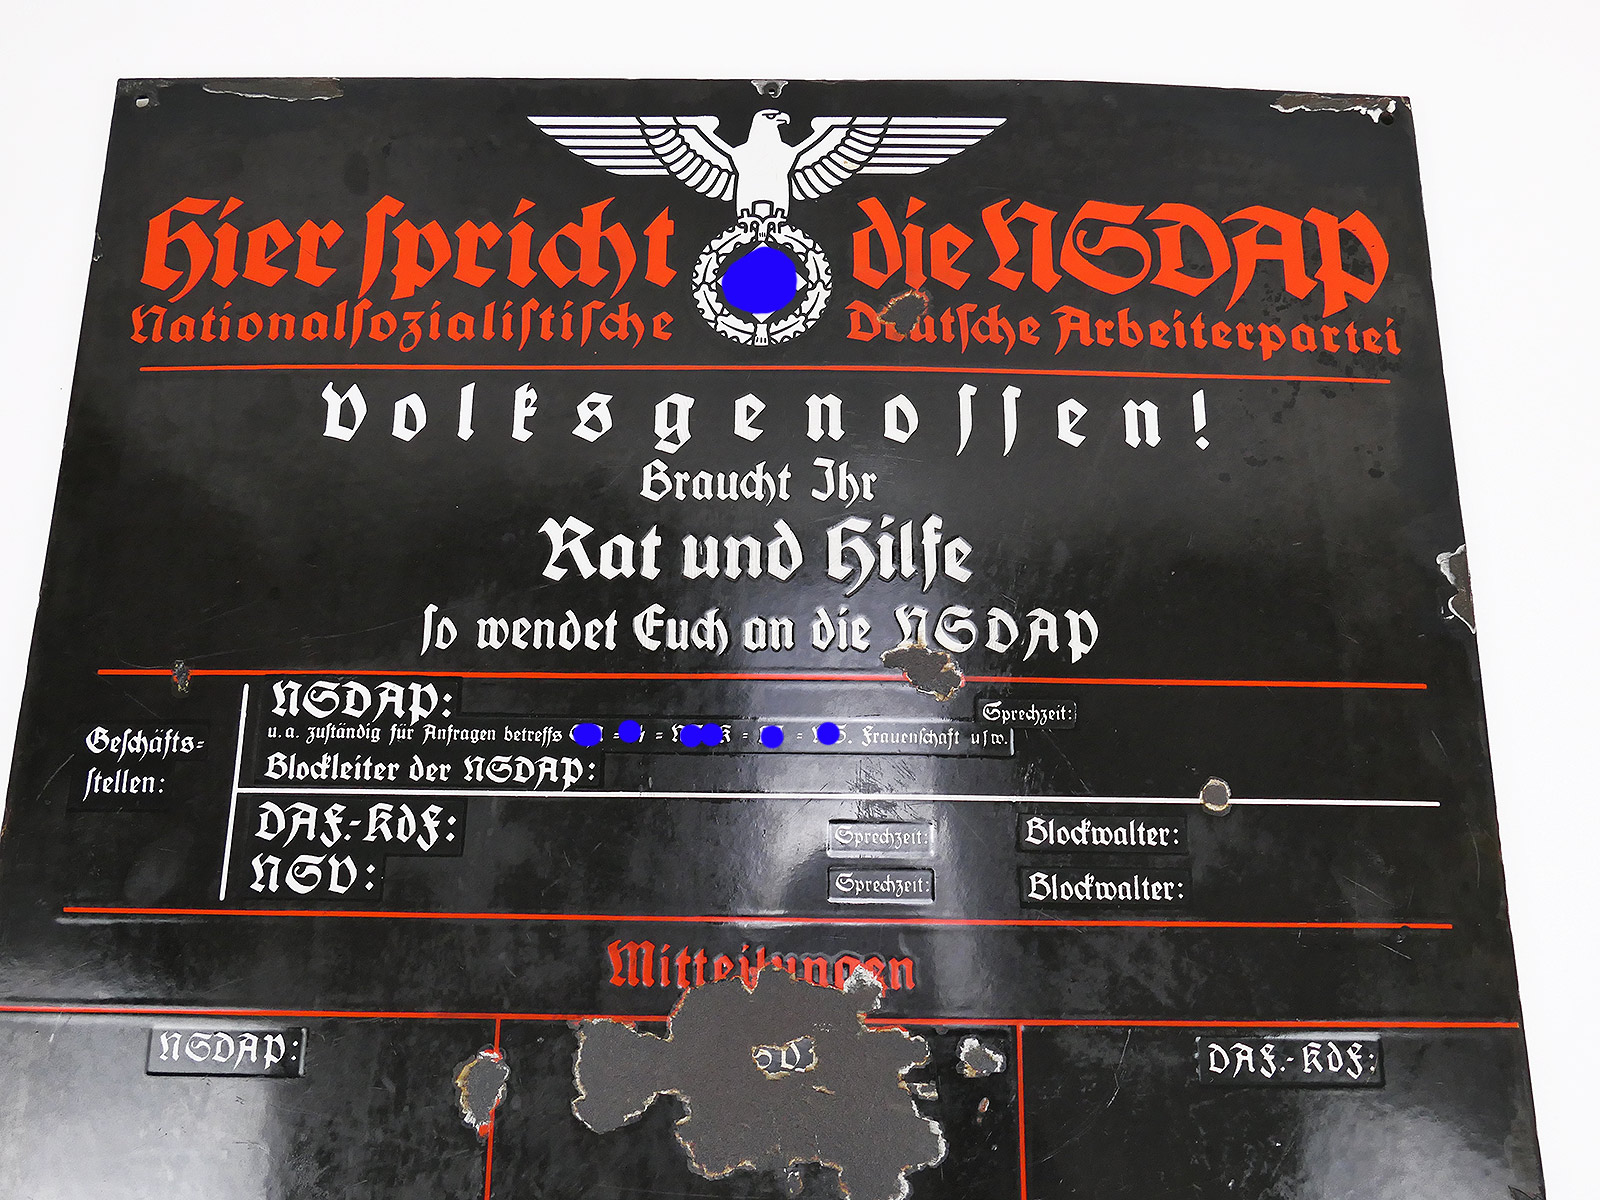 Hier spricht die NSDAP
Nationalsozialistische Deutsche Arbeiterpartei
Volksgenossen!
Braucht Ihr
Rat und Hilfe
so wendet Euch an die NSDAP
Geschäfts-
stellen:
NSDAP:
Sprechzeit:
u. a. zuständig für Anfragen betreffs Frauenschaft usw.
Blockleiter der NSDAP:
DAF.-KdF: Sprechzeit: Blockwalter:
NSV: Sprechzeit: Blockwalter:
Mitteilungen
NSDAP: DAF.-KdF: